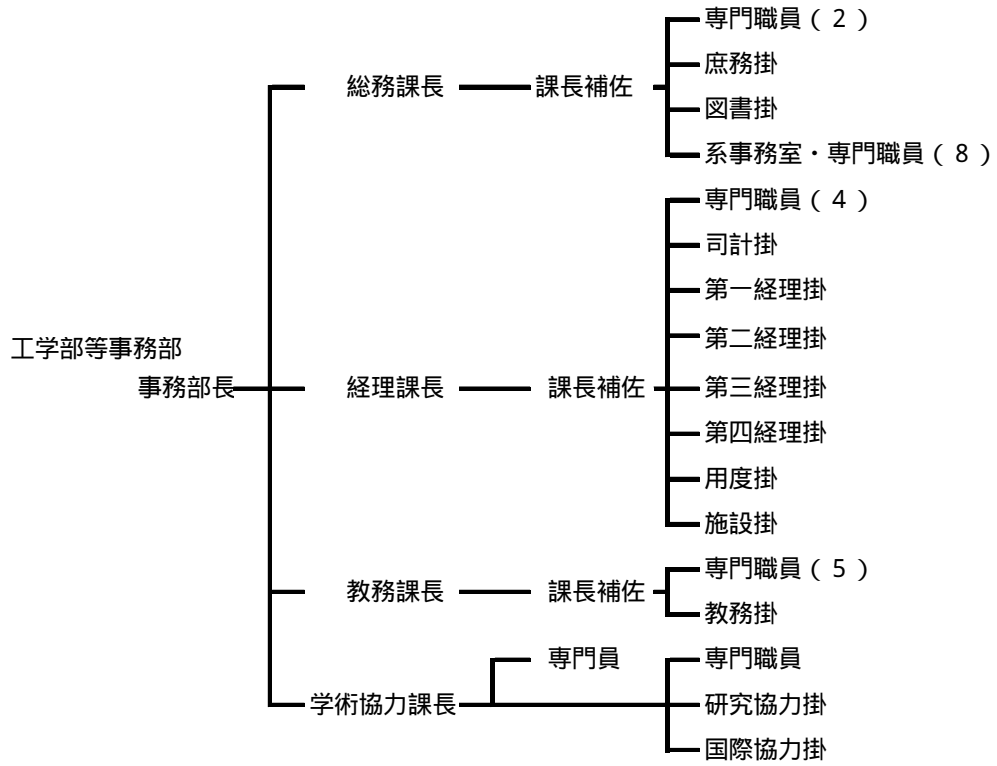 専門職員（２）
総務課長
課長補佐
庶務掛
図書掛
系事務室・専門職員（８）
専門職員（４）
司計掛
第一経理掛
第二経理掛
工学部等事務部
事務部長
経理課長
課長補佐
第三経理掛
第四経理掛
用度掛
施設掛
専門職員（５）
教務課長
課長補佐
教務掛
専門員
専門職員
学術協力課長
研究協力掛
国際協力掛